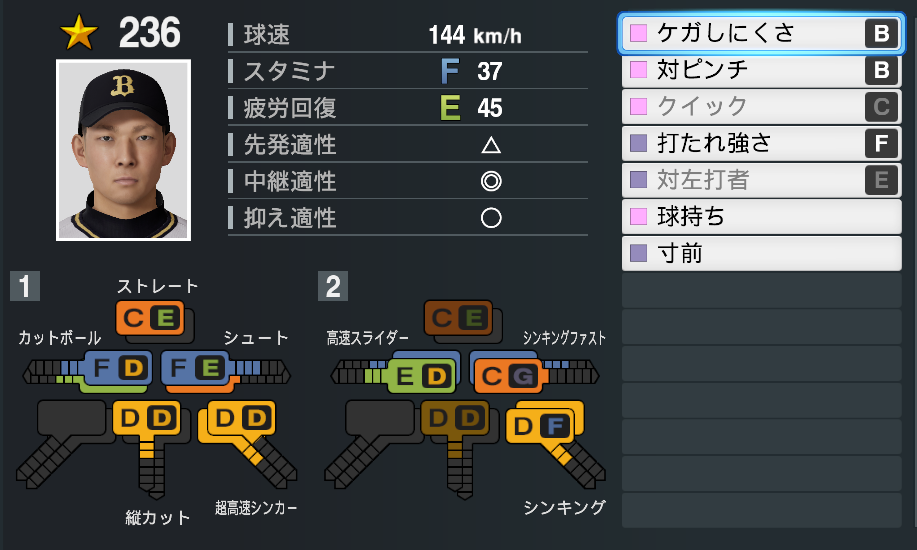 236
球速 144 km/h
スタミナ F 37
疲労回復 E 45
先発適性 △
中継適性 ◎
抑え適性 ○
B
ケガしにくさ B
対ピンチ B
クイック C
打たれ強さ F
対左打者 E
球持ち
寸前
1
ストレート
C E
カットボール
シュート
F D
F E
D D
D D
縦カット
超高速シンカー
2
C E
高速スライダー
シンキングファスト
E D
C G
D D
D F
シンキング